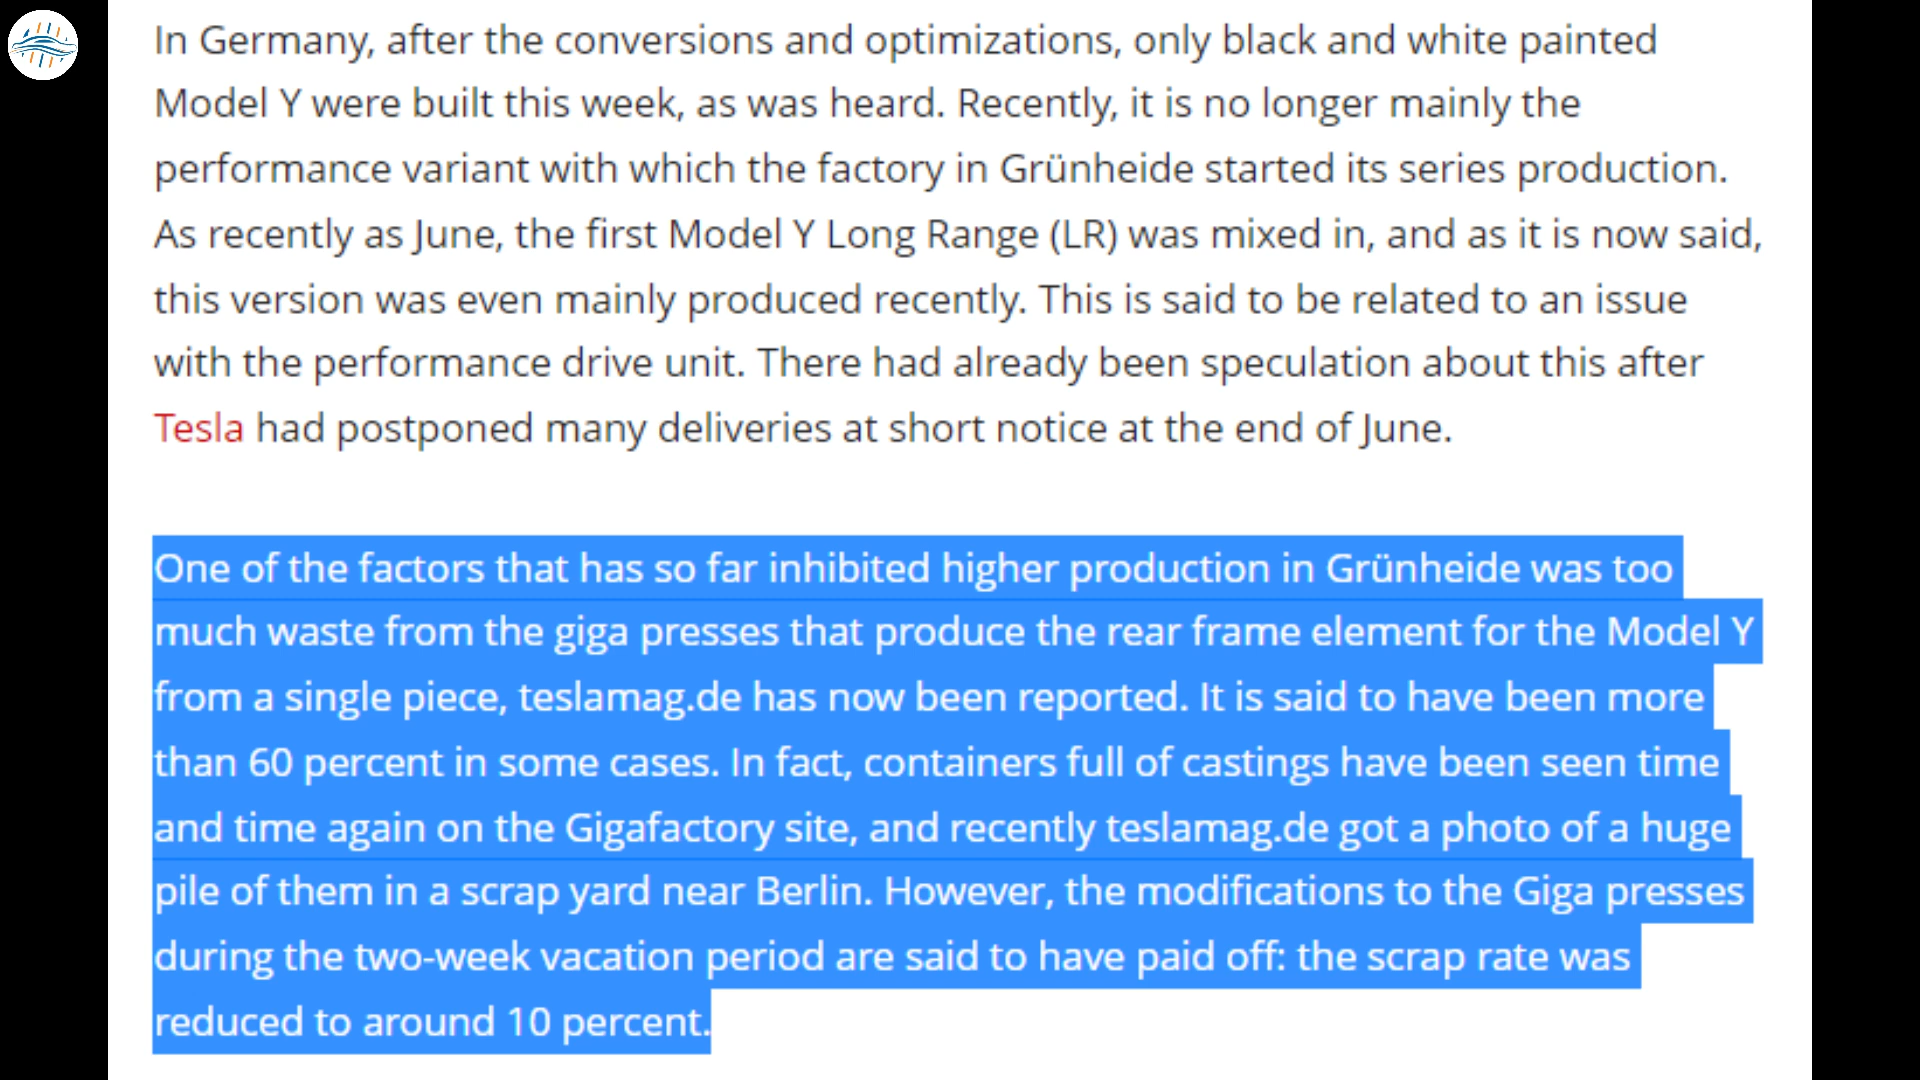 In Germany, after the conversions and optimizations, only black and white painted
Model Y were built this week, as was heard. Recently, it is no longer mainly the
performance variant with which the factory in Grünheide started its series production.
As recently as June, the first Model Y Long Range (LR) was mixed in, and as it is now said,
this version was even mainly produced recently. This is said to be related to an issue
with the performance drive unit. There had already been speculation about this after
Tesla had postponed many deliveries at short notice at the end of June.
One of the factors that has so far inhibited higher production in Grünheide was too
much waste from the giga presses that produce the rear frame element for the Model Y
from a single piece, teslamag.de has now been reported. It is said to have been more
than 60 percent in some cases. In fact, containers full of castings have been seen time
and time again on the Gigafactory site, and recently teslamag.de got a photo of a huge
pile of them in a scrap yard near Berlin. However, the modifications to the Giga presses
during the two-week vacation period are said to have paid off: the scrap rate was
reduced to around 10 percent.